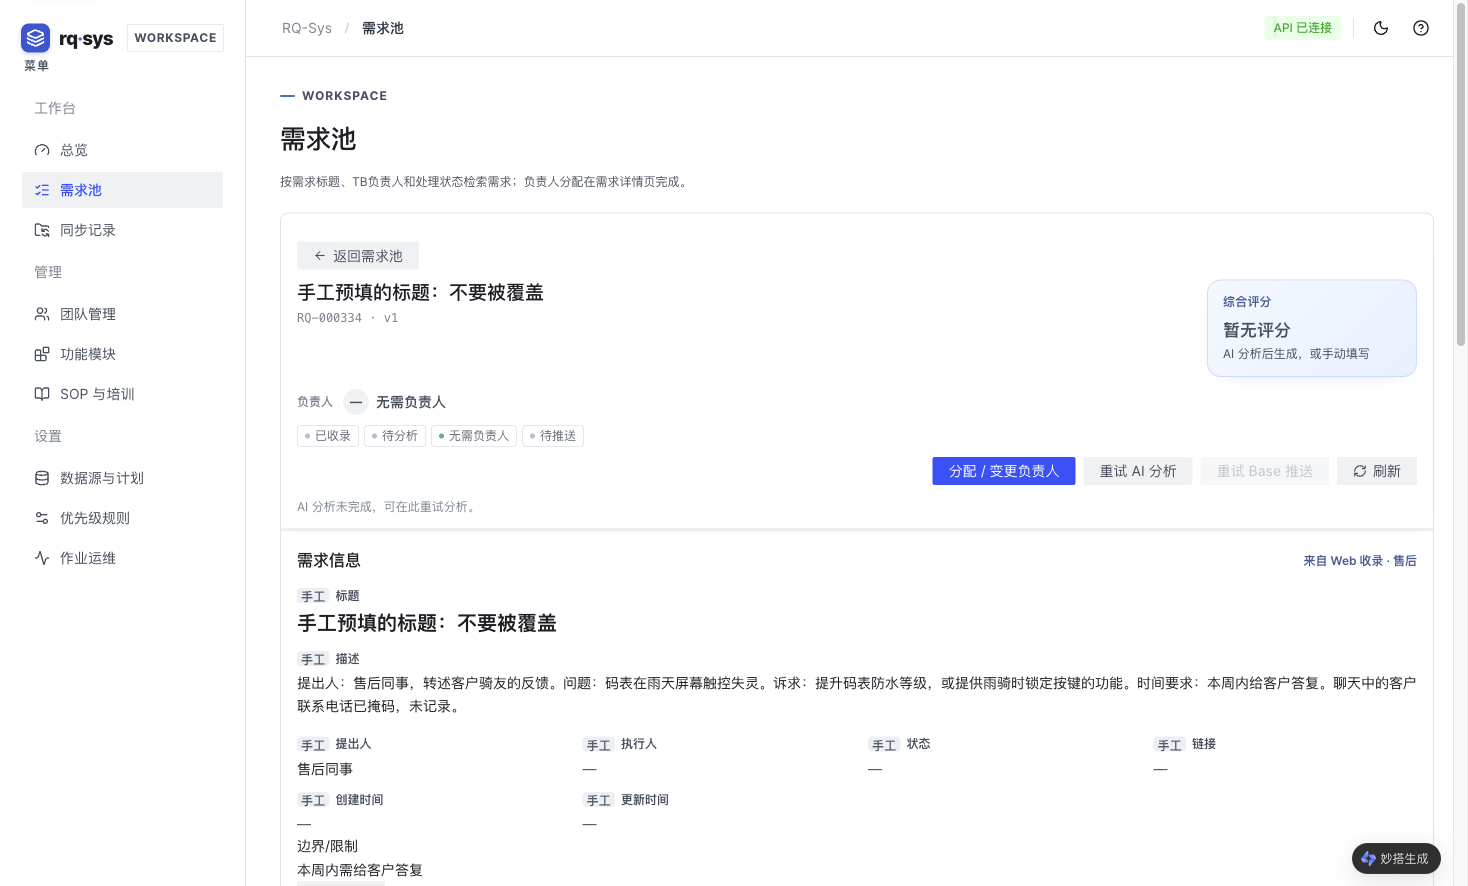 rq·sys WORKSPACE
菜单
工作台
总览
需求池
同步记录
管理
团队管理
功能模块
SOP 与培训
设置
数据源与计划
优先级规则
作业运维
RQ-Sys / 需求池
API 已连接
WORKSPACE
需求池
按需求标题、TB负责人和处理状态检索需求；负责人分配在需求详情页完成。
← 返回需求池
手工预填的标题：不要被覆盖
RQ-000334 · v1
综合评分
暂无评分
AI 分析后生成，或手动填写
负责人 — 无需负责人
已收录 待分析 无需负责人 待推送
分配 / 变更负责人 重试 AI 分析 重试 Base 推送 刷新
AI 分析未完成，可在此重试分析。
需求信息
来自 Web 收录 · 售后
手工 标题
手工预填的标题：不要被覆盖
手工 描述
提出人：售后同事，转述客户骑友的反馈。问题：码表在雨天屏幕触控失灵。诉求：提升码表防水等级，或提供雨骑时锁定按键的功能。时间要求：本周内给客户答复。聊天中的客户
联系电话已掩码，未记录。
手工 提出人 手工 执行人 手工 状态 手工 链接
售后同事 — — —
手工 创建时间 手工 更新时间
— —
边界/限制
本周内需给客户答复
妙搭生成